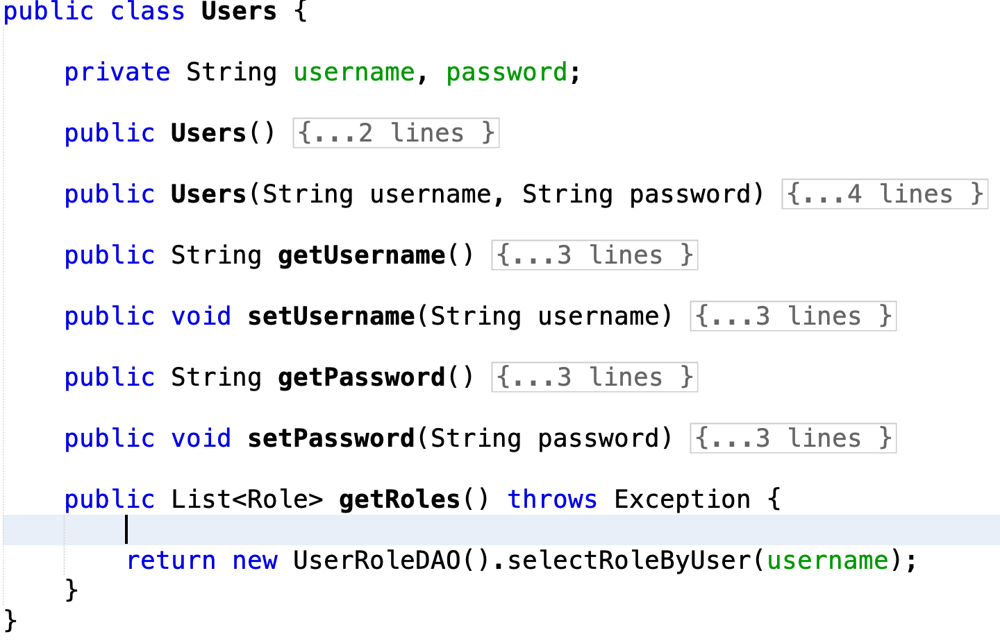 public class Users {
private String username, password;
public Users() {...2 lines }
public Users(String username, String password) {...4 lines }
public String getUsername() {...3 lines }
public void setUsername(String username) {...3 lines }
public String getPassword() {...3 lines }
public void setPassword(String password) {...3 lines }
public List<Role> getRoles() throws Exception {
return new UserRoleDAO().selectRoleByUser(username);
}
}